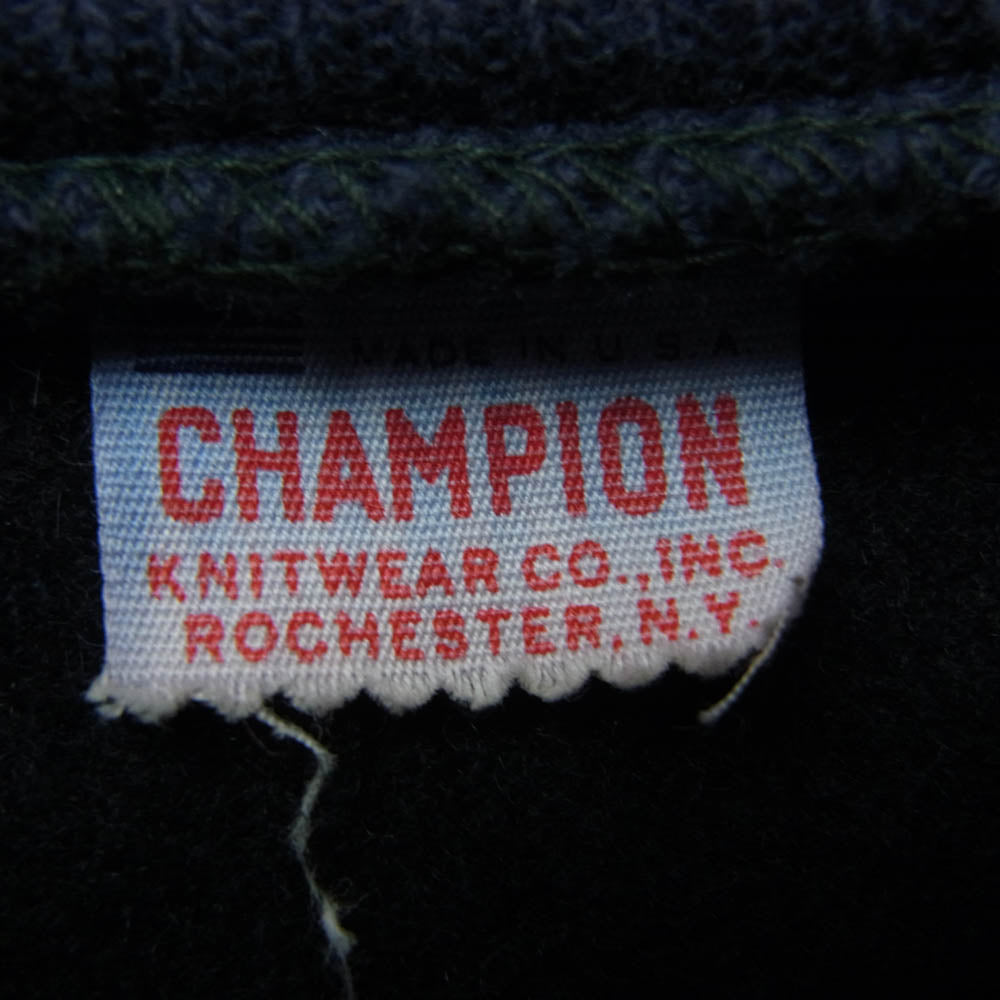 MADE IN U.S.A
CHAMPION
KNITWEAR CO., INC.
ROCHESTER, N.Y.